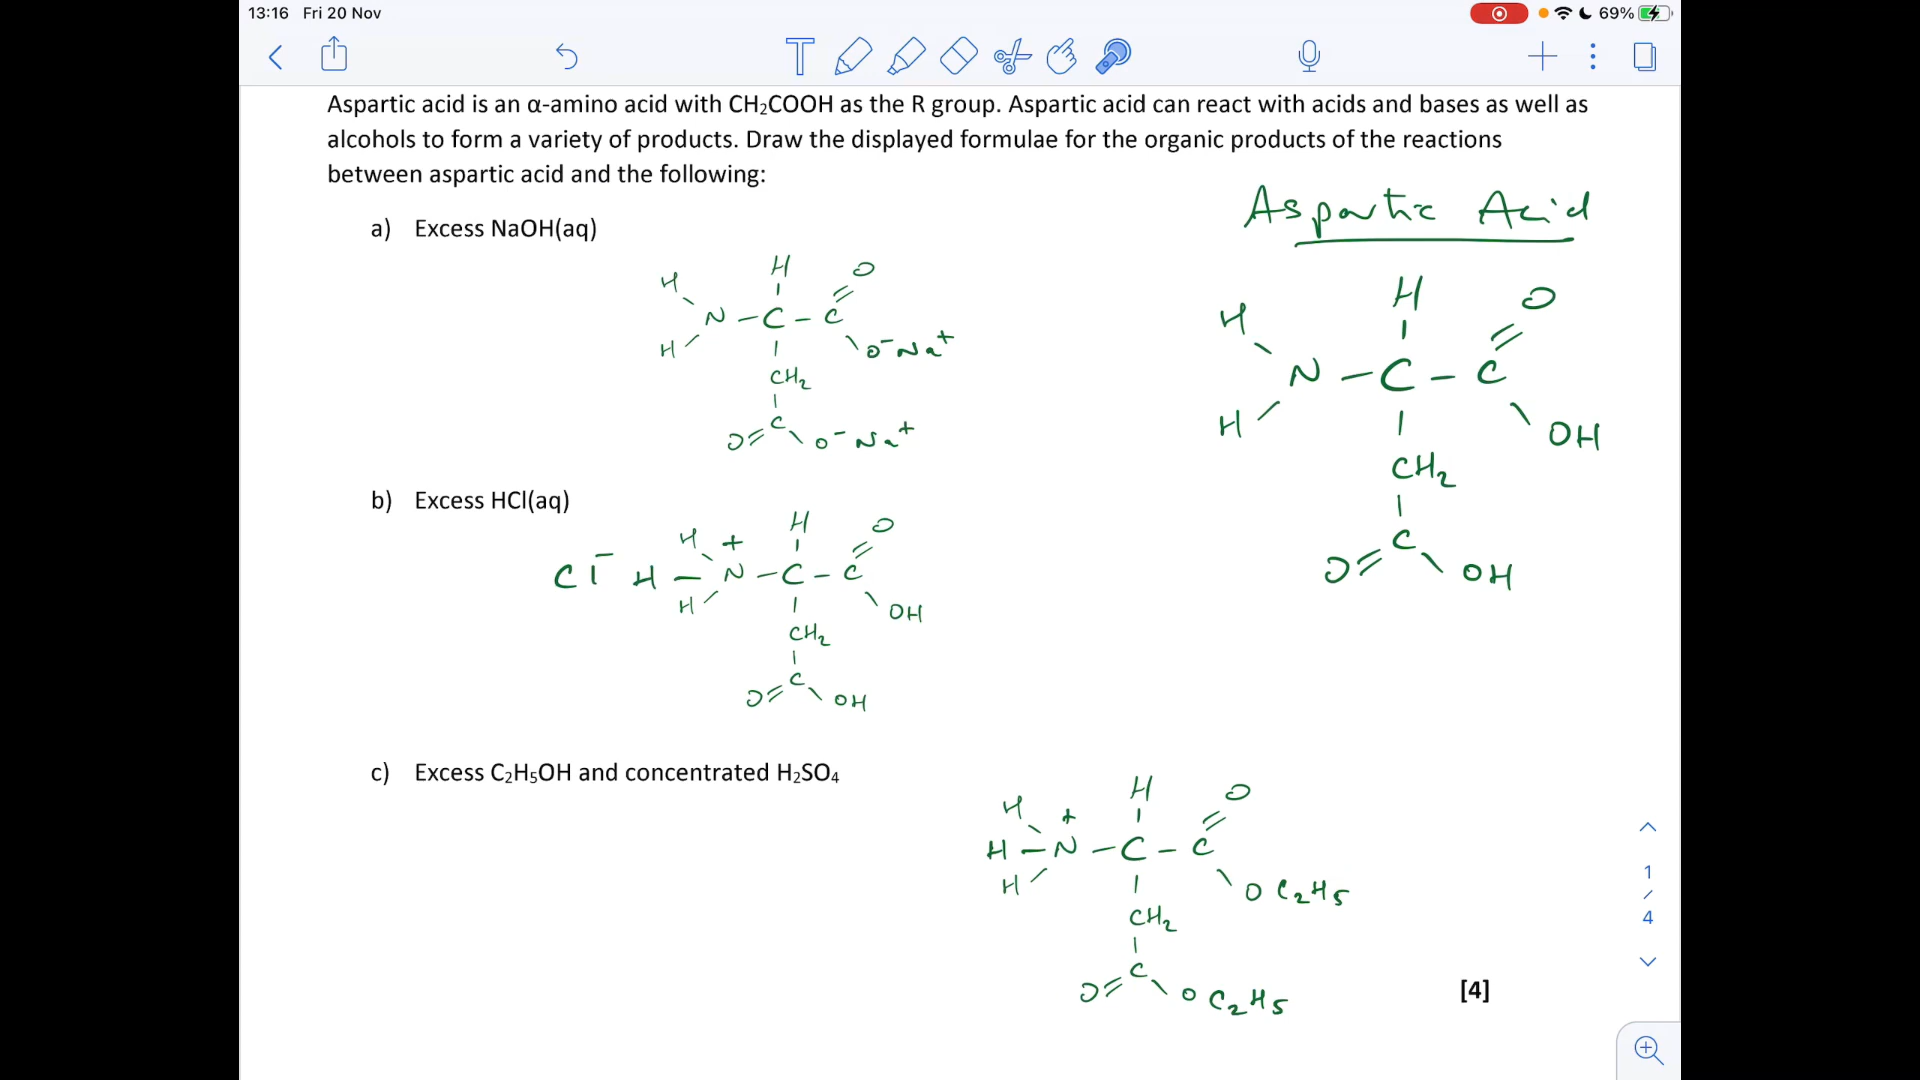 13:16 Fri 20 Nov
69%
Aspartic acid is an α-amino acid with CH₂COOH as the R group. Aspartic acid can react with acids and bases as well as
alcohols to form a variety of products. Draw the displayed formulae for the organic products of the reactions
between aspartic acid and the following:
Aspartic Acid
H O
H
N – C – C
H OH
CH₂
C
O= OH
a) Excess NaOH(aq)
H O
H
N – C – C
H O⁻Na⁺
CH₂
C
O= O⁻Na⁺
b) Excess HCl(aq)
H O
H +
Cl⁻ H – N – C – C
H OH
CH₂
C
O= OH
c) Excess C₂H₅OH and concentrated H₂SO₄
H O
H +
H – N – C – C
H O C₂H₅
CH₂
C
O= O C₂H₅
[4]
1
/
4